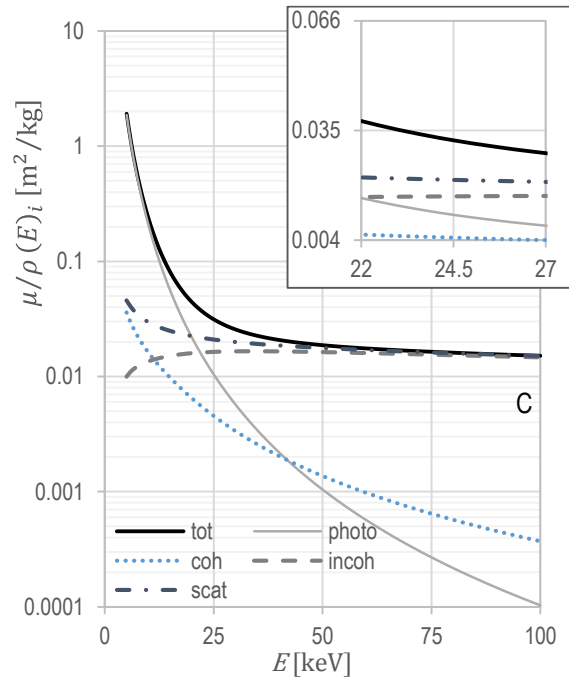 μ/ρ (E)ᵢ [m²/kg]
10
1
0.1
0.01
0.001
0.0001
0.066
0.035
0.004
22 24.5 27
C
tot photo
coh incoh
scat
0 25 50 75 100
E [keV]